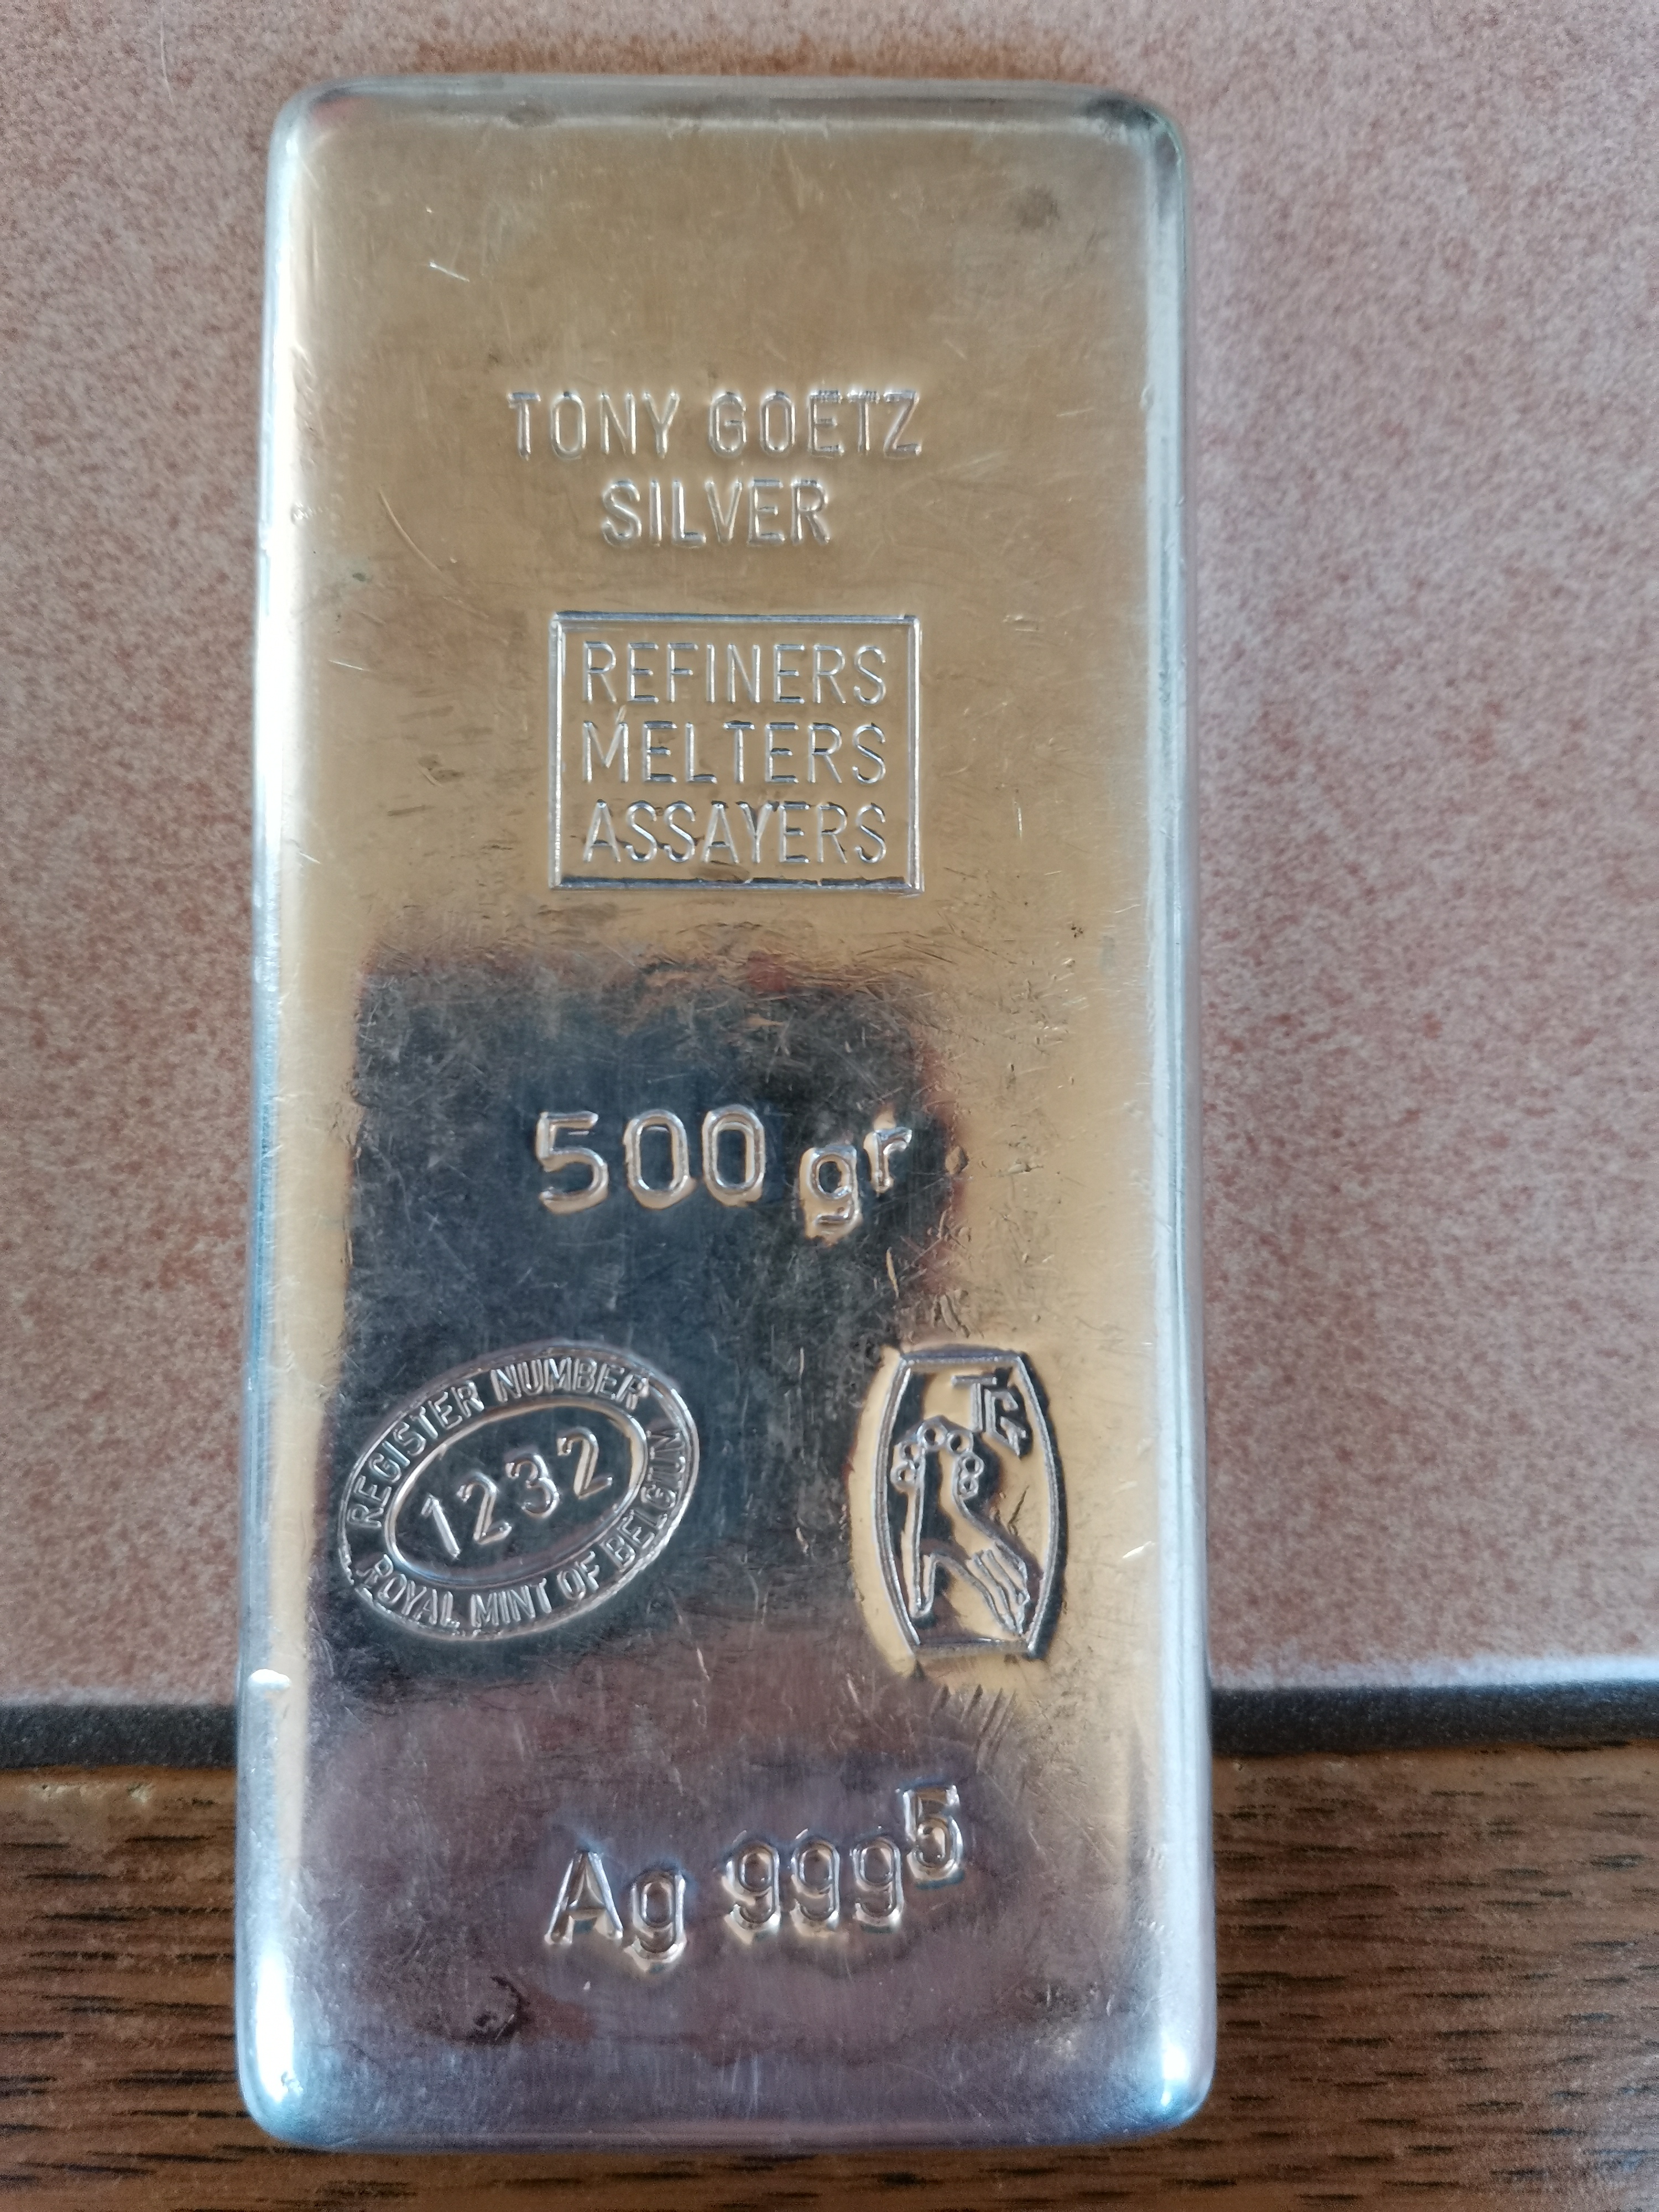 TONY GOETZ
SILVER
REFINERS
MELTERS
ASSAYERS
500 gr
REGISTER NUMBER
1232
ROYAL MINT OF BELGIUM
TG
Ag 999⁵